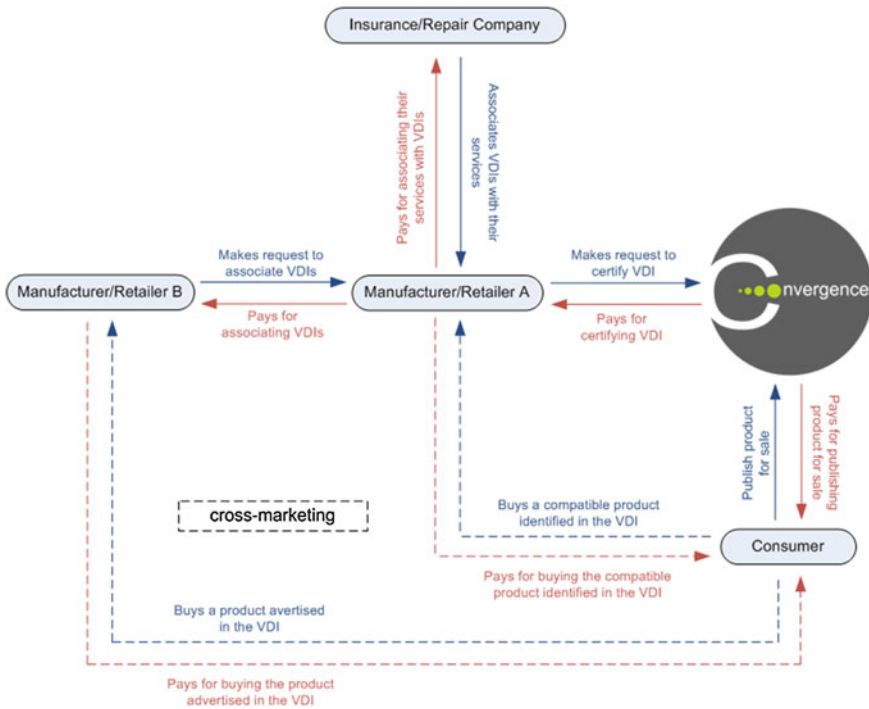 Insurance/Repair Company
Pays for associating their
services with VDIs
Associates VDIs with their
services
Makes request to
associate VDIs
Makes request to
certify VDI
Manufacturer/Retailer B
Manufacturer/Retailer A
Convergence
Pays for
associating VDIs
Pays for
certifying VDI
Publish product
for sale
Pays for publishing
product for sale
cross-marketing
Buys a compatible product
identified in the VDI
Consumer
Pays for buying the compatible
product identified in the VDI
Buys a product avertised
in the VDI
Pays for buying the product
advertised in the VDI